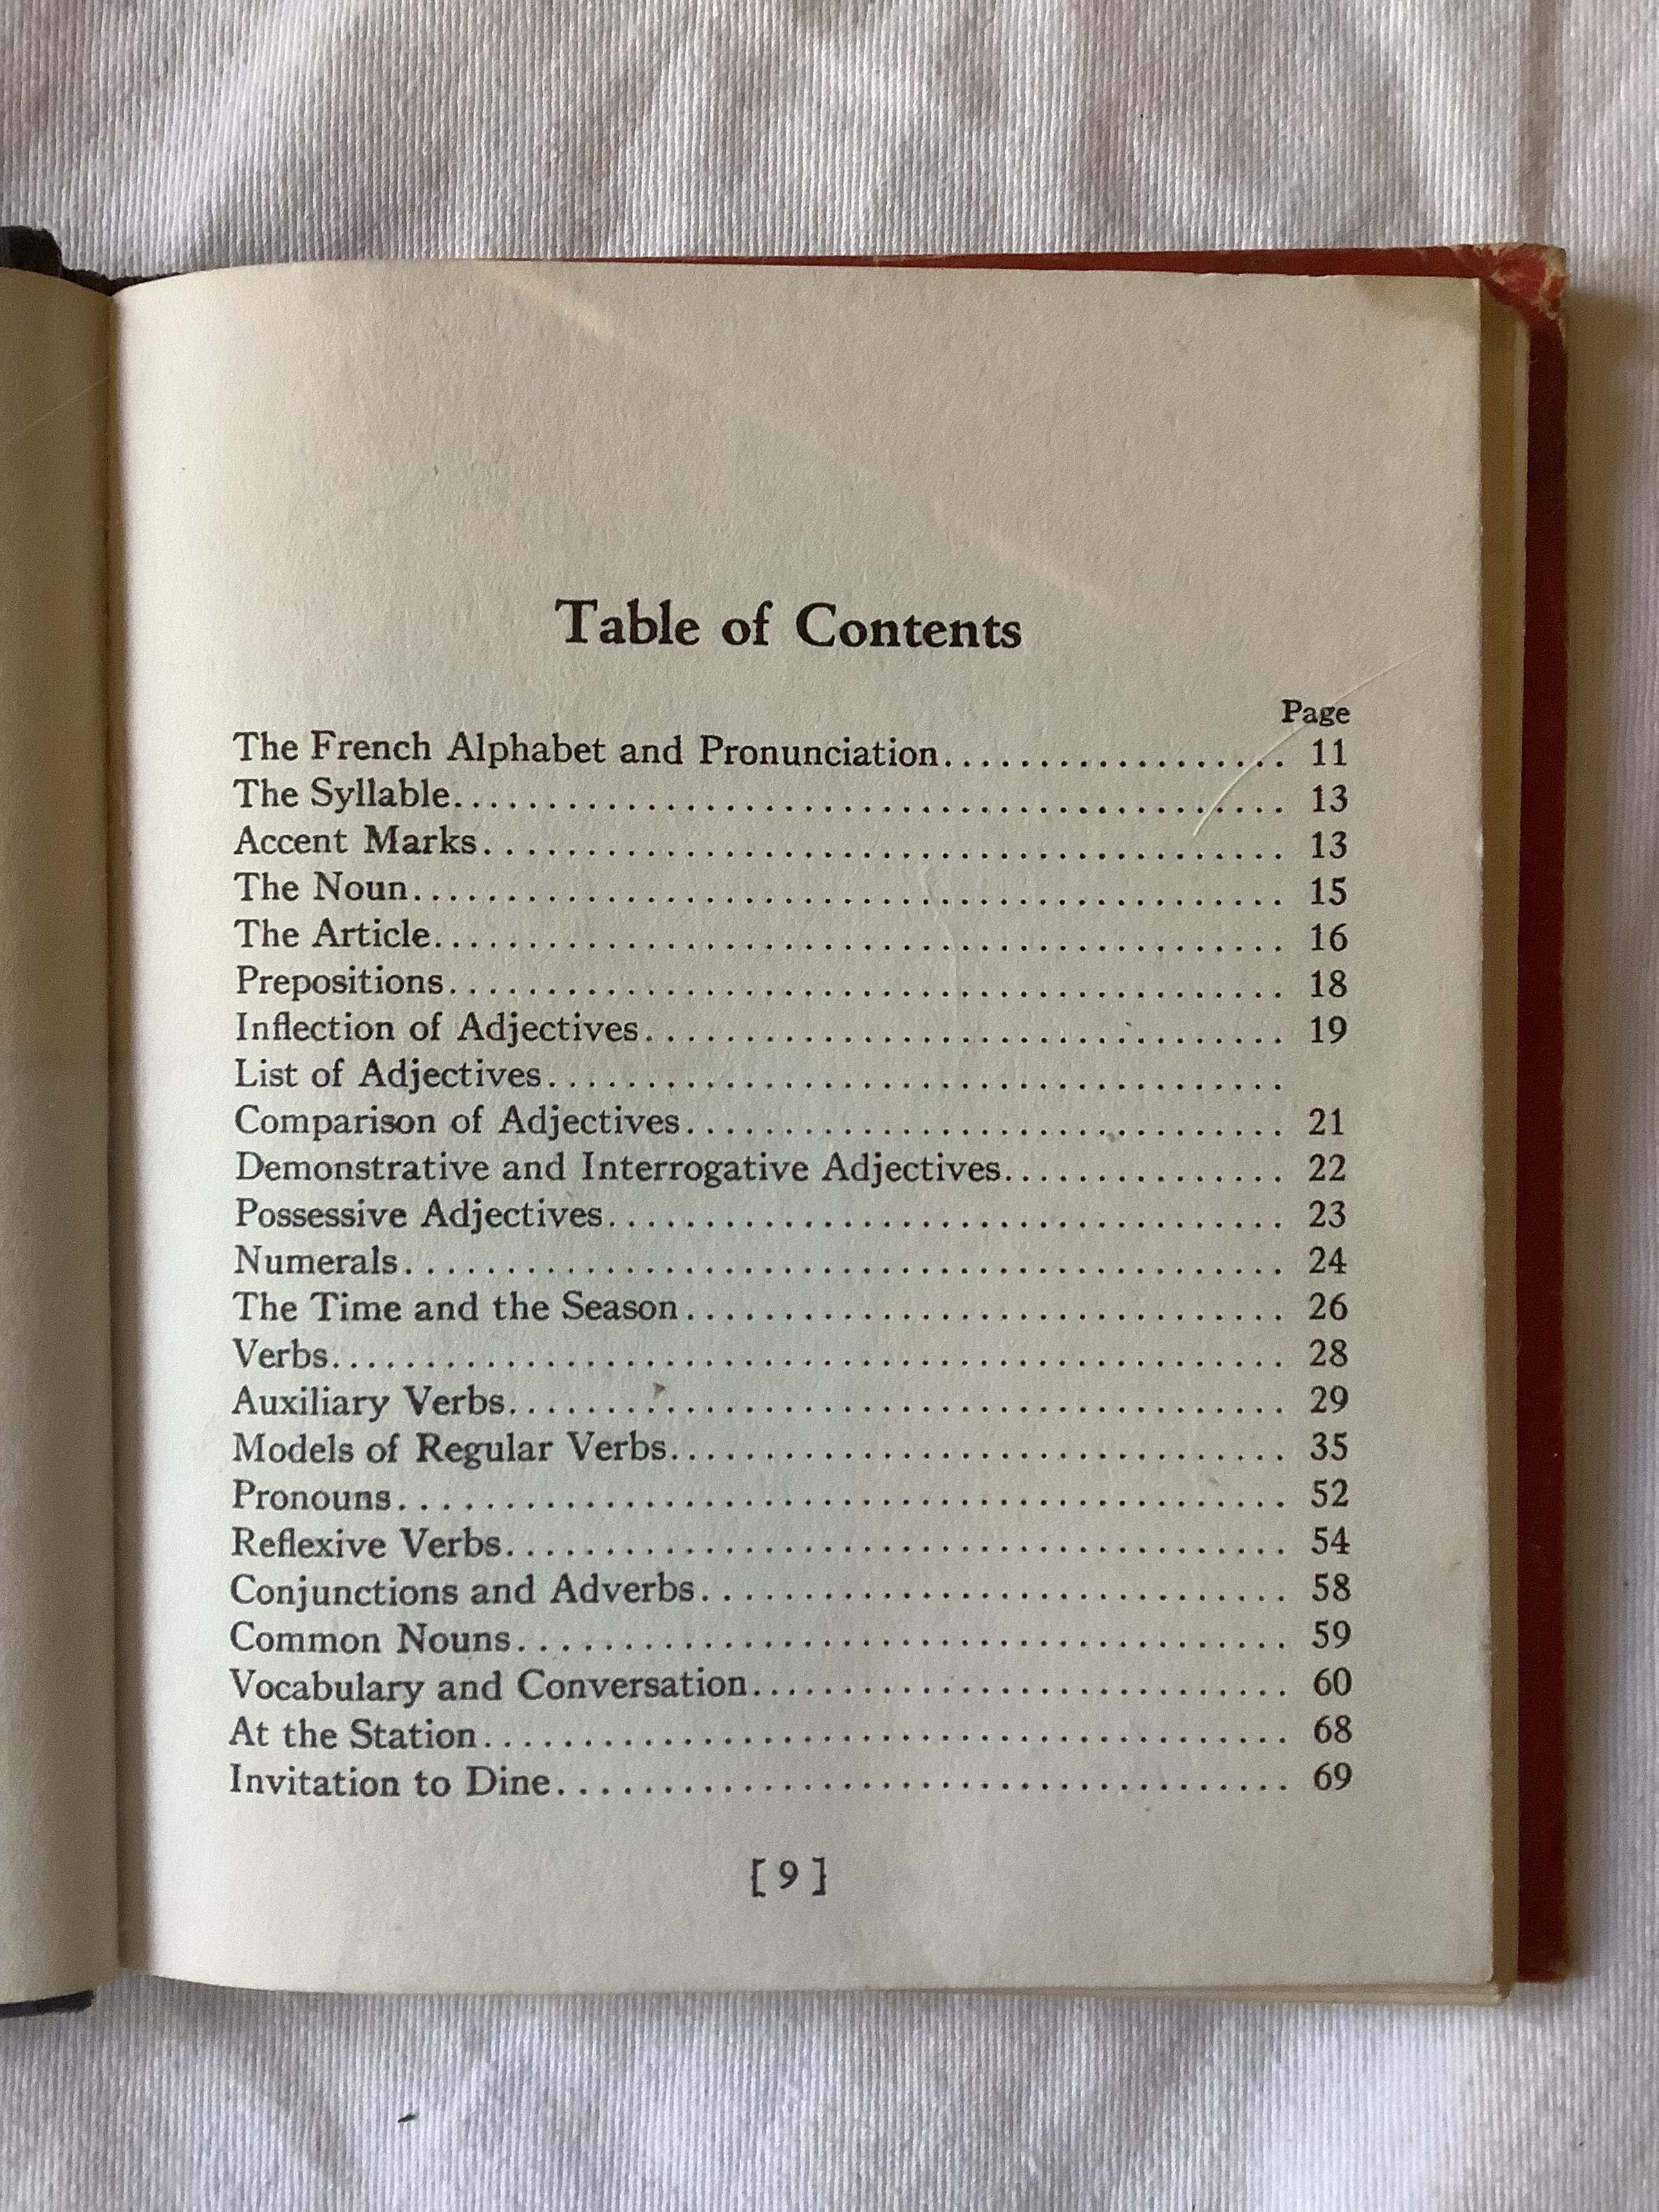 Table of Contents
Page
The French Alphabet and Pronunciation.................. 11
The Syllable............................................. 13
Accent Marks........................................... 13
The Noun............................................... 15
The Article.............................................. 16
Prepositions............................................. 18
Inflection of Adjectives................................... 19
List of Adjectives........................................
Comparison of Adjectives................................ 21
Demonstrative and Interrogative Adjectives............... 22
Possessive Adjectives.................................... 23
Numerals............................................... 24
The Time and the Season................................ 26
Verbs................................................... 28
Auxiliary Verbs.......................................... 29
Models of Regular Verbs................................. 35
Pronouns................................................ 52
Reflexive Verbs.......................................... 54
Conjunctions and Adverbs................................ 58
Common Nouns.......................................... 59
Vocabulary and Conversation............................. 60
At the Station........................................... 68
Invitation to Dine........................................ 69
[ 9 ]